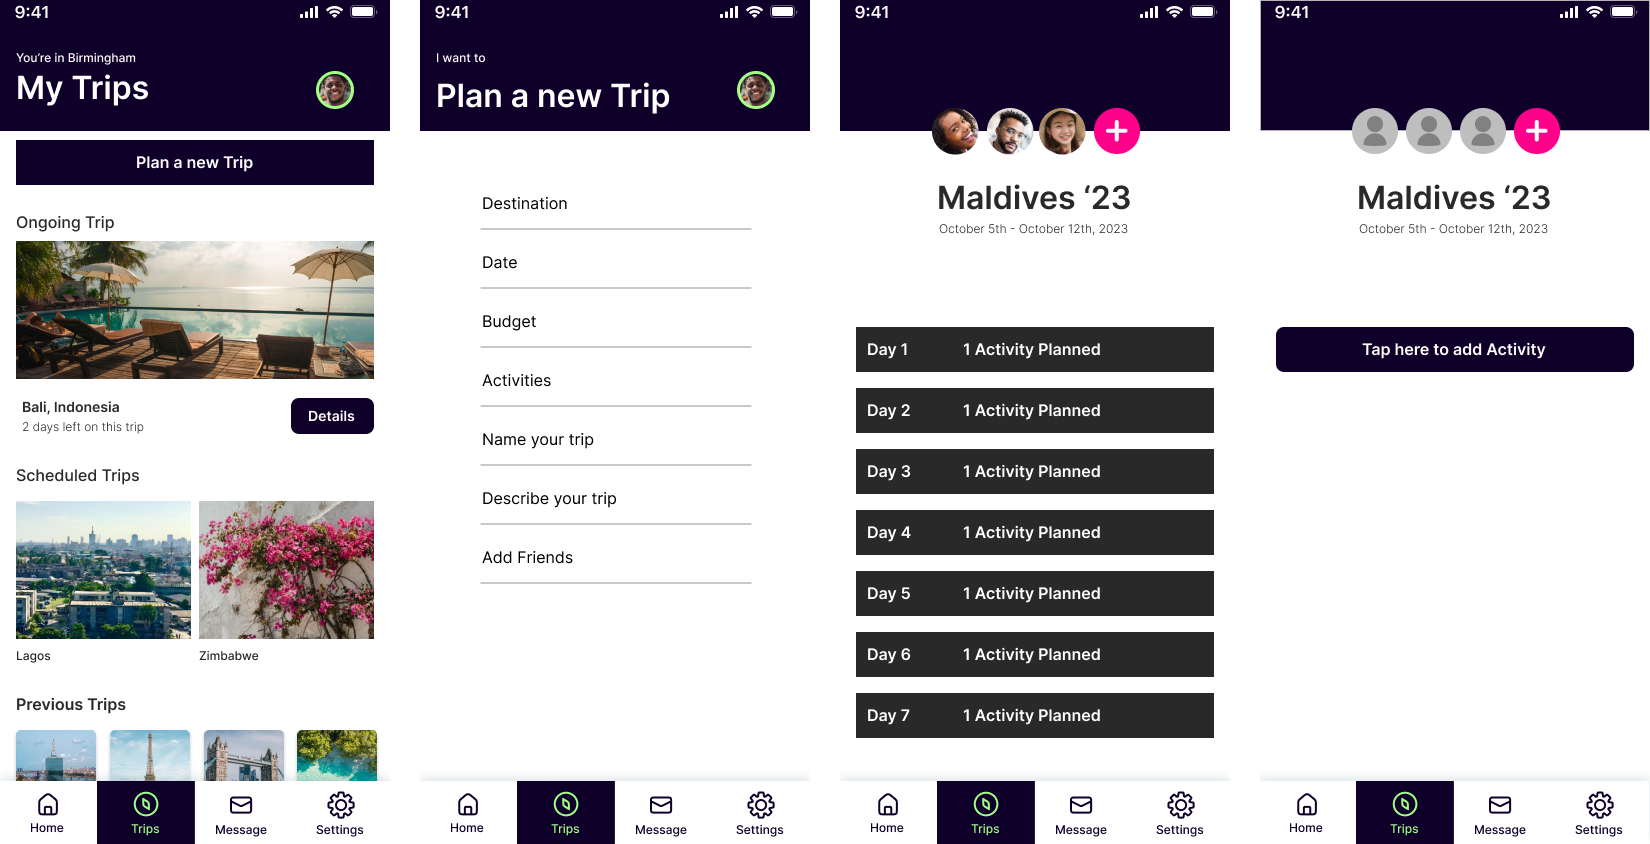 9:41
You're in Birmingham
My Trips
Plan a new Trip
Ongoing Trip
Bali, Indonesia
2 days left on this trip
Details
Scheduled Trips
Lagos
Zimbabwe
Previous Trips
Home
Trips
Message
Settings
9:41
I want to
Plan a new Trip
Destination
Date
Budget
Activities
Name your trip
Describe your trip
Add Friends
Home
Trips
Message
Settings
9:41
Maldives ‘23
October 5th - October 12th, 2023
Day 1 1 Activity Planned
Day 2 1 Activity Planned
Day 3 1 Activity Planned
Day 4 1 Activity Planned
Day 5 1 Activity Planned
Day 6 1 Activity Planned
Day 7 1 Activity Planned
Home
Trips
Message
Settings
9:41
Maldives ‘23
October 5th - October 12th, 2023
Tap here to add Activity
Home
Trips
Message
Settings